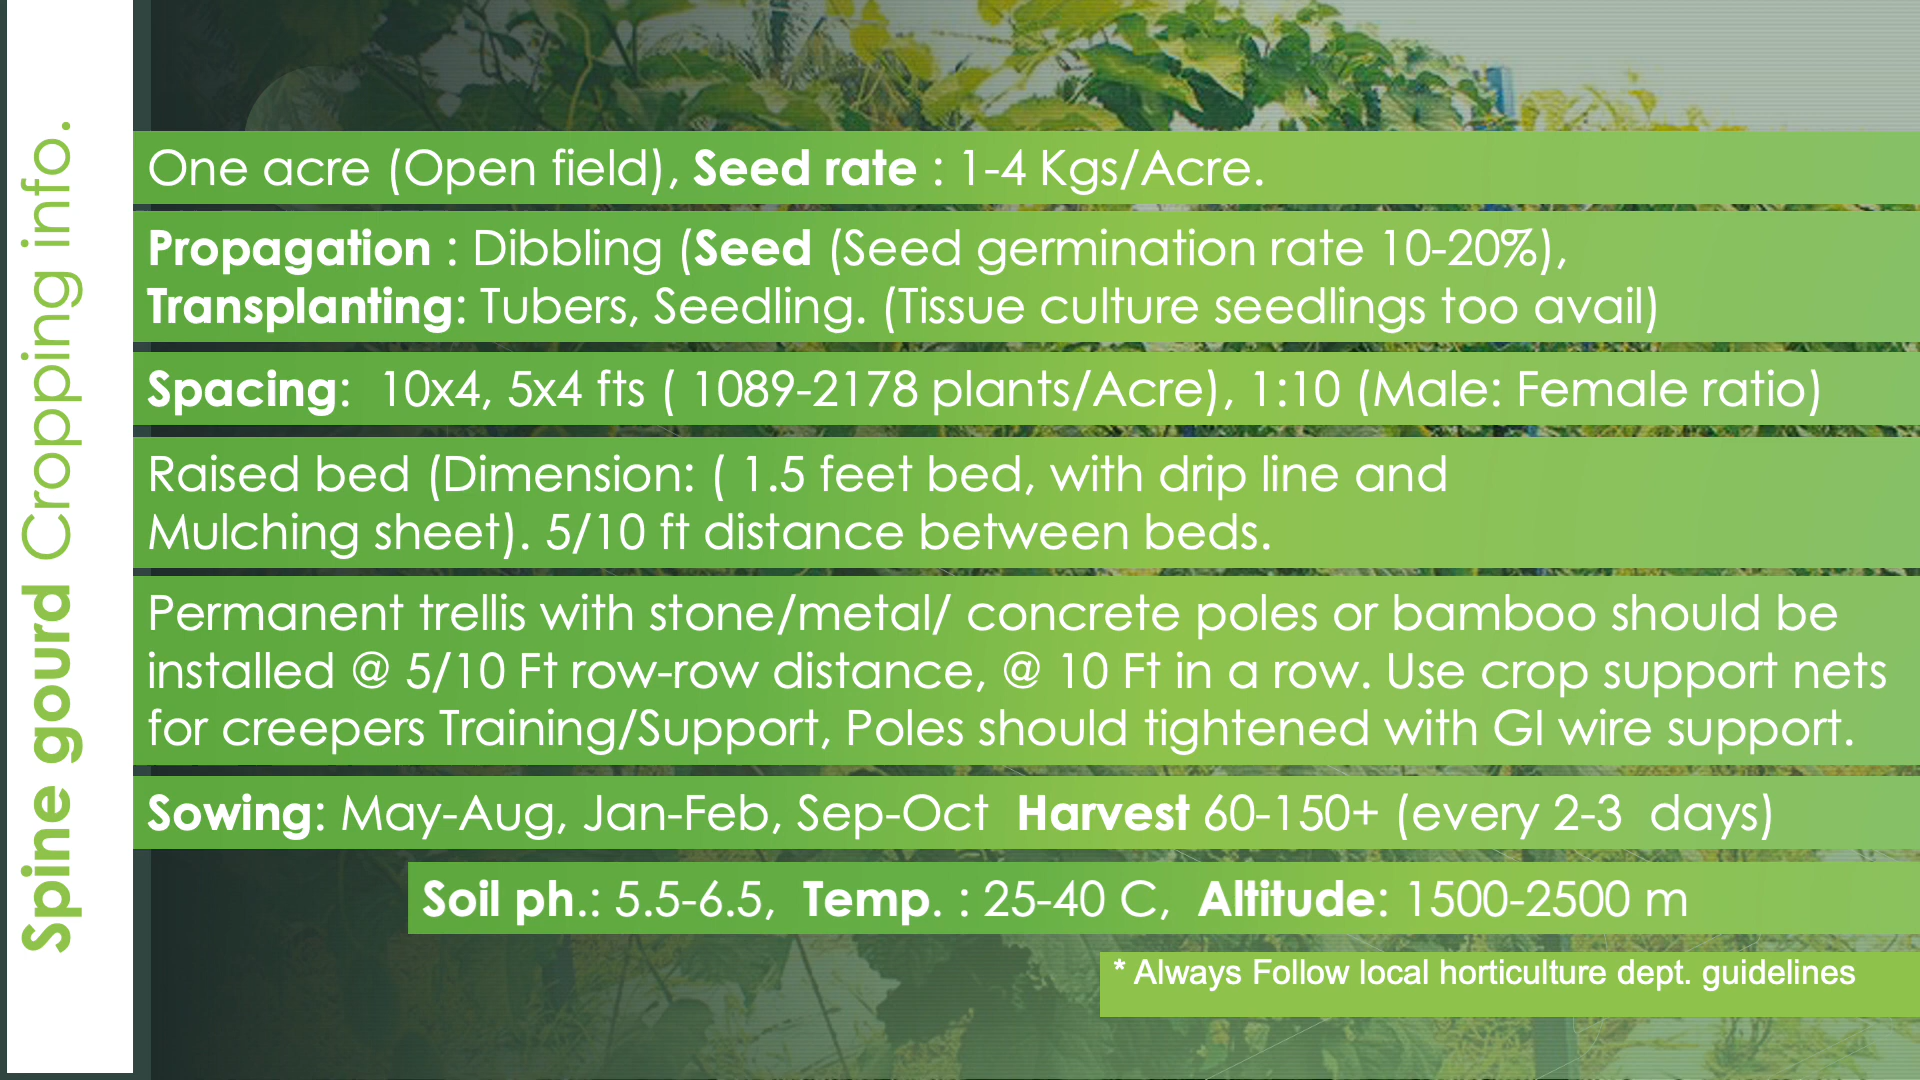 Spine gourd Cropping info.
One acre (Open field), Seed rate : 1-4 Kgs/Acre.
Propagation : Dibbling (Seed (Seed germination rate 10-20%),
Transplanting: Tubers, Seedling. (Tissue culture seedlings too avail)
Spacing: 10x4, 5x4 fts ( 1089-2178 plants/Acre), 1:10 (Male: Female ratio)
Raised bed (Dimension: ( 1.5 feet bed, with drip line and
Mulching sheet). 5/10 ft distance between beds.
Permanent trellis with stone/metal/ concrete poles or bamboo should be
installed @ 5/10 Ft row-row distance, @ 10 Ft in a row. Use crop support nets
for creepers Training/Support, Poles should tightened with GI wire support.
Sowing: May-Aug, Jan-Feb, Sep-Oct Harvest 60-150+ (every 2-3 days)
Soil ph.: 5.5-6.5, Temp. : 25-40 C, Altitude: 1500-2500 m
* Always Follow local horticulture dept. guidelines